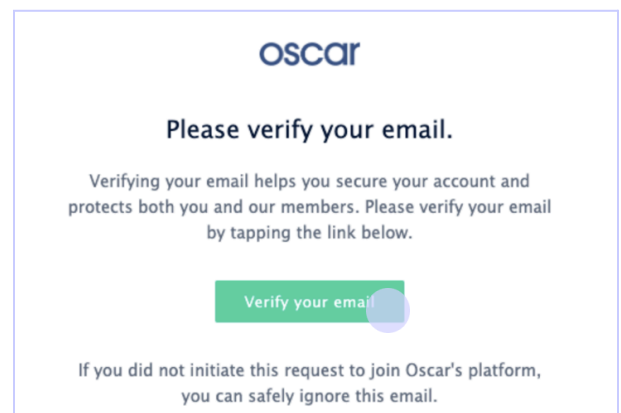 oscar
Please verify your email.
Verifying your email helps you secure your account and
protects both you and our members. Please verify your email
by tapping the link below.
Verify your email
If you did not initiate this request to join Oscar's platform,
you can safely ignore this email.